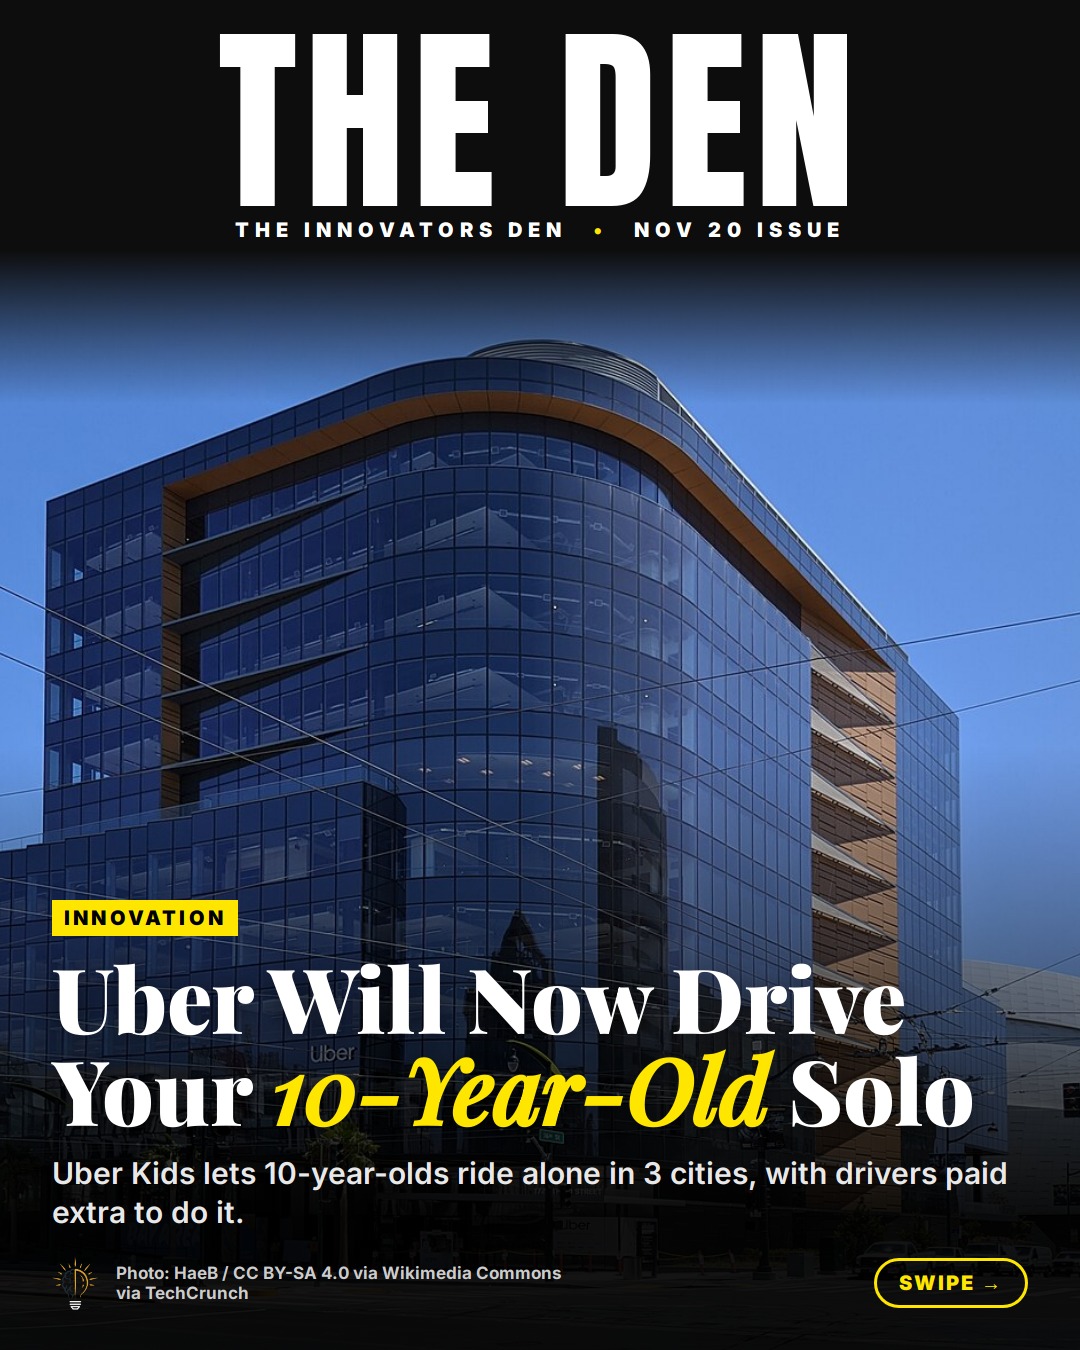 THE DEN
THE INNOVATORS DEN • NOV 20 ISSUE
INNOVATION
Uber Will Now Drive
Uber
Your 10-Year-Old Solo
Uber Kids lets 10-year-olds ride alone in 3 cities, with drivers paid
extra to do it.
Uber
Photo: HaeB / CC BY-SA 4.0 via Wikimedia Commons
via TechCrunch
SWIPE →